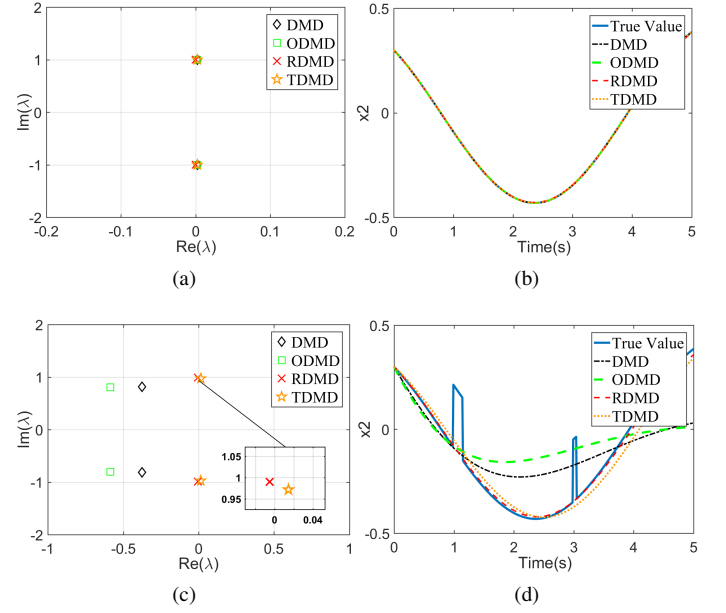 2
1
0
-1
-2
Im(λ)
-0.2 -0.1 0 0.1 0.2
Re(λ)
DMD
ODMD
RDMD
TDMD
(a)
0.5
0
-0.5
x2
0 1 2 3 4 5
Time(s)
True Value
DMD
ODMD
RDMD
TDMD
(b)
2
1
0
-1
-2
Im(λ)
-1 -0.5 0 0.5 1
Re(λ)
DMD
ODMD
RDMD
TDMD
1.05
1
0.95
0 0.04
(c)
0.5
0
-0.5
x2
0 1 2 3 4 5
Time(s)
True Value
DMD
ODMD
RDMD
TDMD
(d)